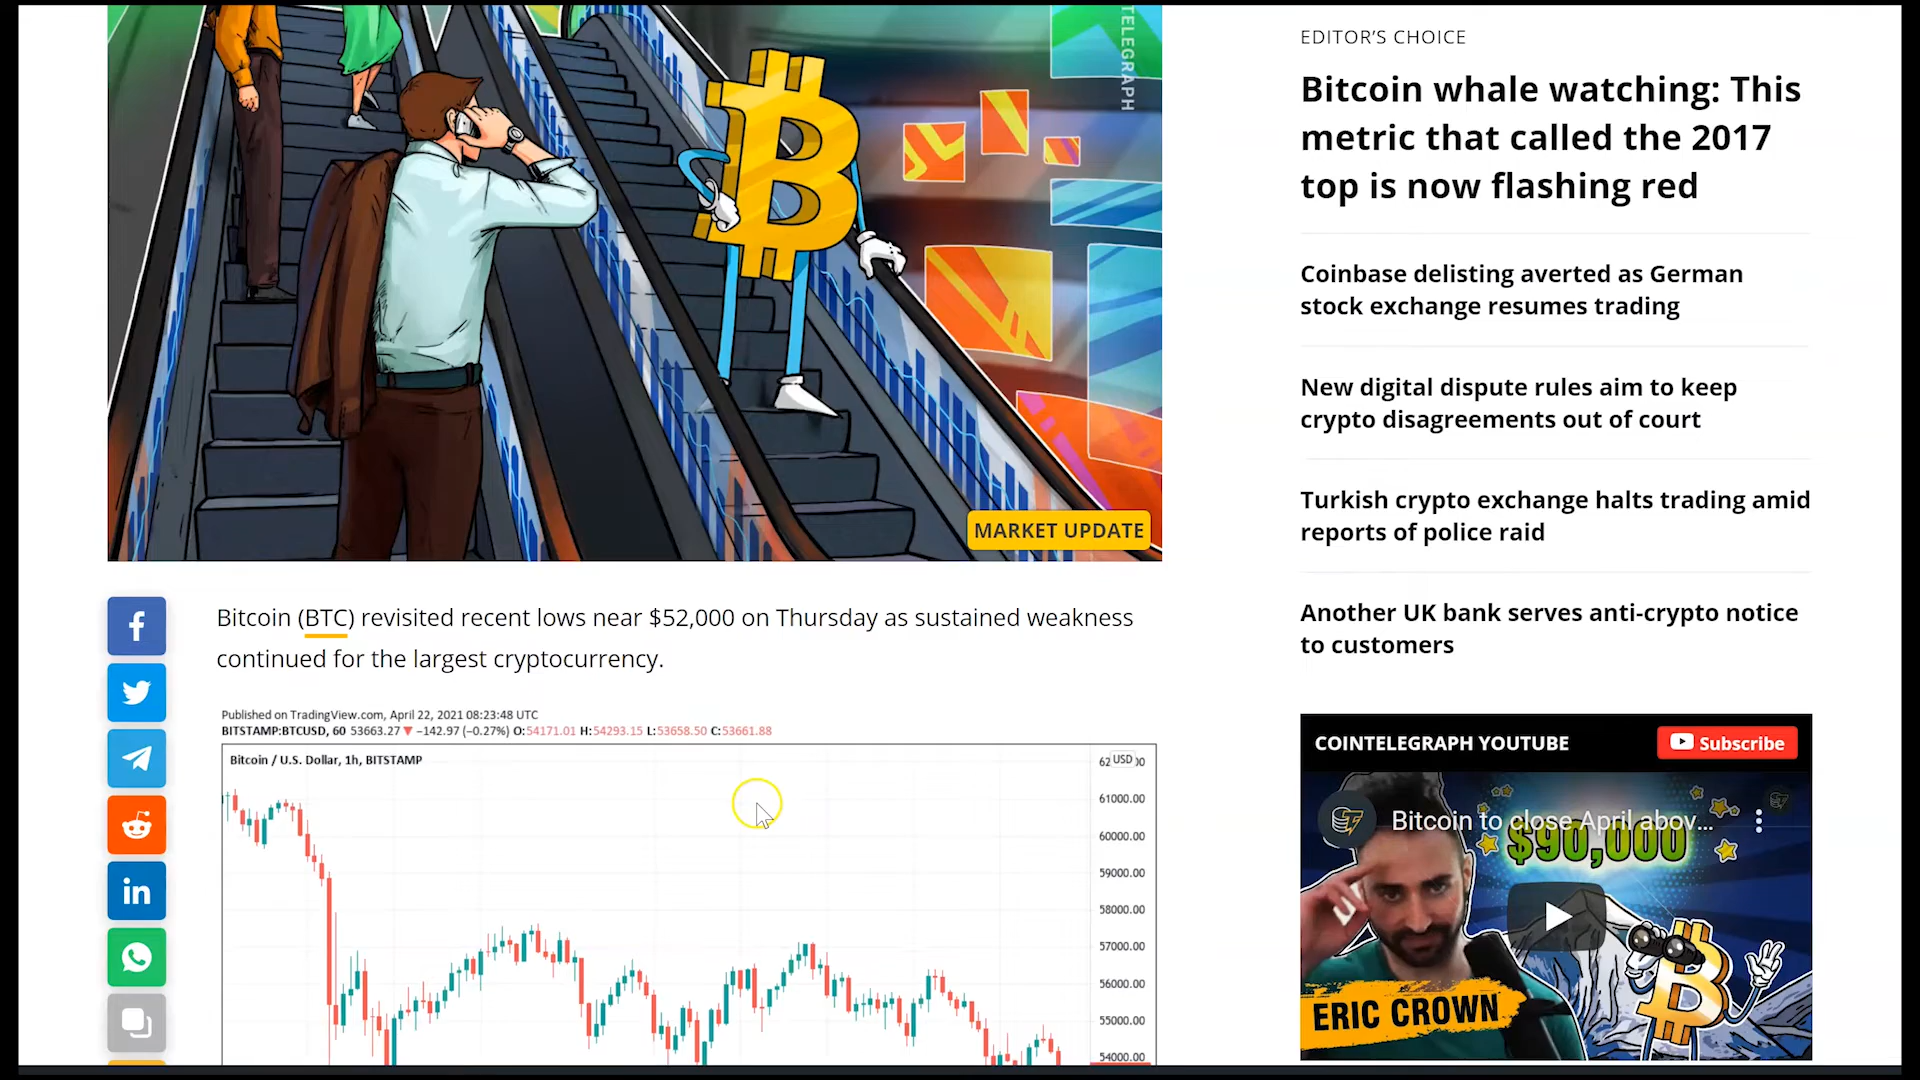 TELEGRAPH
MARKET UPDATE
Bitcoin (BTC) revisited recent lows near $52,000 on Thursday as sustained weakness
continued for the largest cryptocurrency.
Published on TradingView.com, April 22, 2021 08:23:48 UTC
BITSTAMP:BTCUSD, 60 53663.27 ▼ −142.97 (−0.27%) O:54171.01 H:54293.15 L:53658.50 C:53661.88
Bitcoin / U.S. Dollar, 1h, BITSTAMP
USD
61000.00
60000.00
59000.00
58000.00
57000.00
56000.00
55000.00
54000.00
EDITOR'S CHOICE
Bitcoin whale watching: This
metric that called the 2017
top is now flashing red
Coinbase delisting averted as German
stock exchange resumes trading
New digital dispute rules aim to keep
crypto disagreements out of court
Turkish crypto exchange halts trading amid
reports of police raid
Another UK bank serves anti-crypto notice
to customers
COINTELEGRAPH YOUTUBE
Subscribe
Bitcoin to close April abov...
$90,000
ERIC CROWN